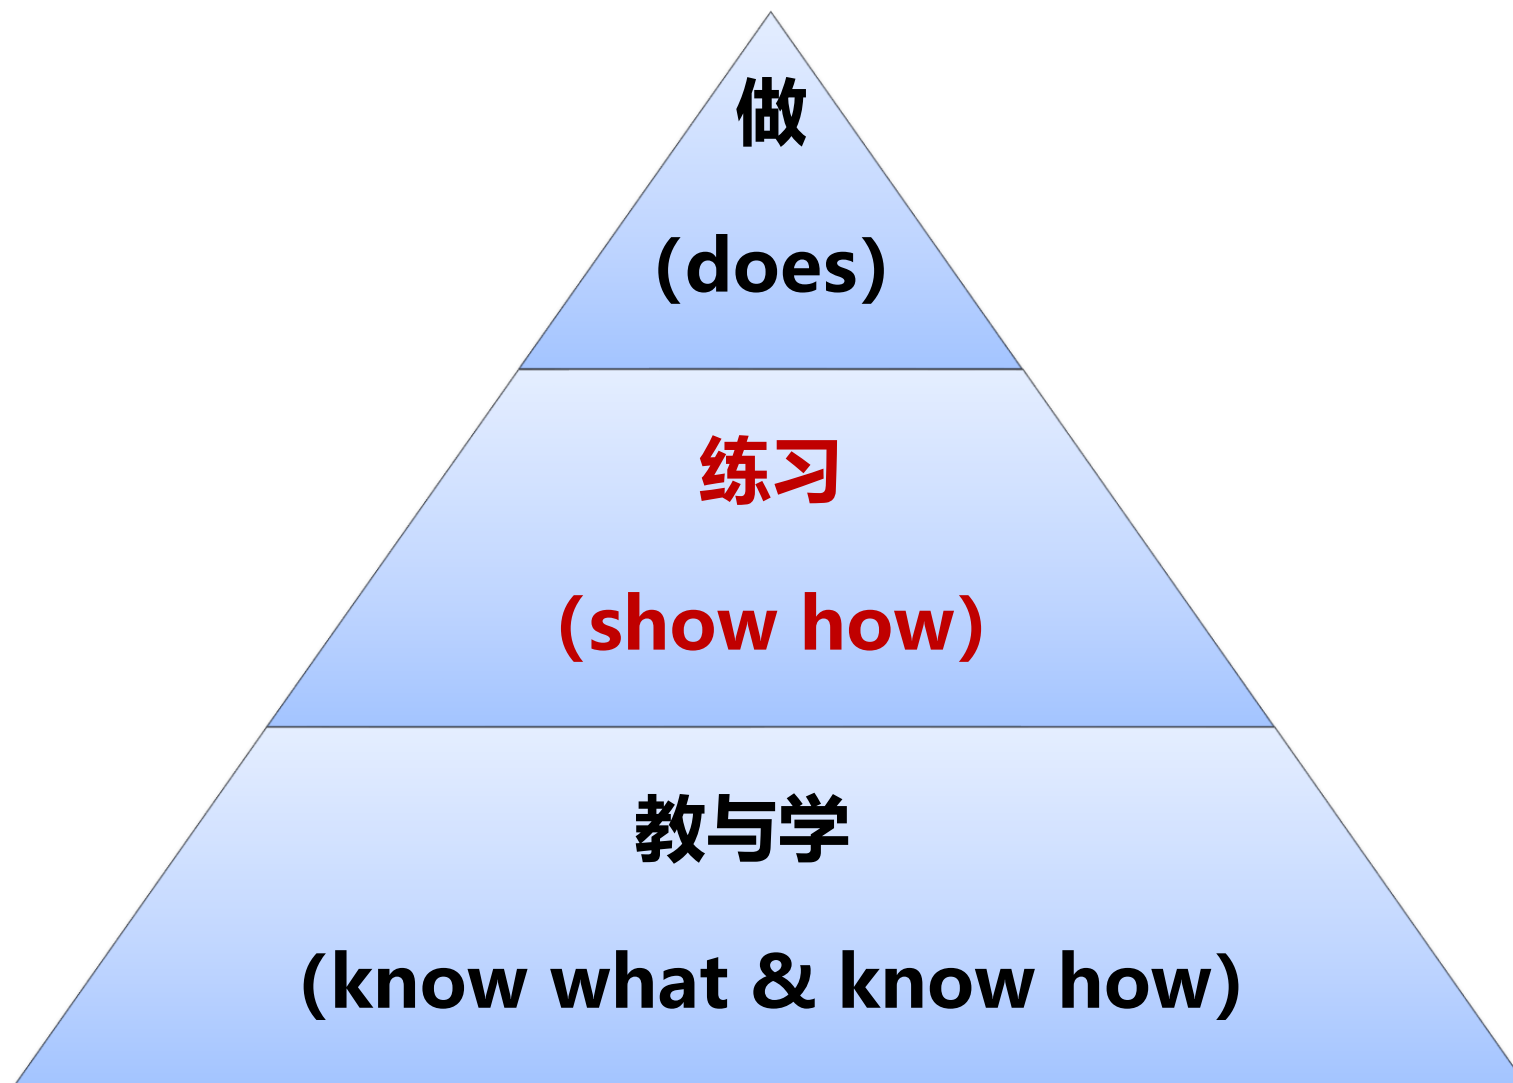 做
(does)
练习
(show how)
教与学
(know what & know how)